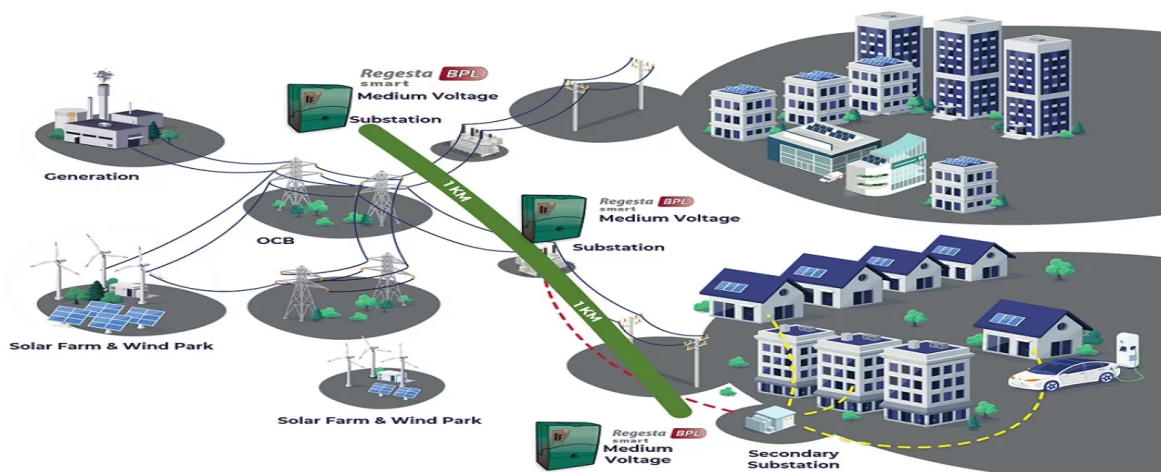 Regesta BPL
smart
Medium Voltage
Substation
Generation
1 KM
Regesta BPL
smart
Medium Voltage
Substation
OCB
1 KM
Solar Farm & Wind Park
Solar Farm & Wind Park
Regesta BPL
smart
Medium
Voltage
Secondary
Substation